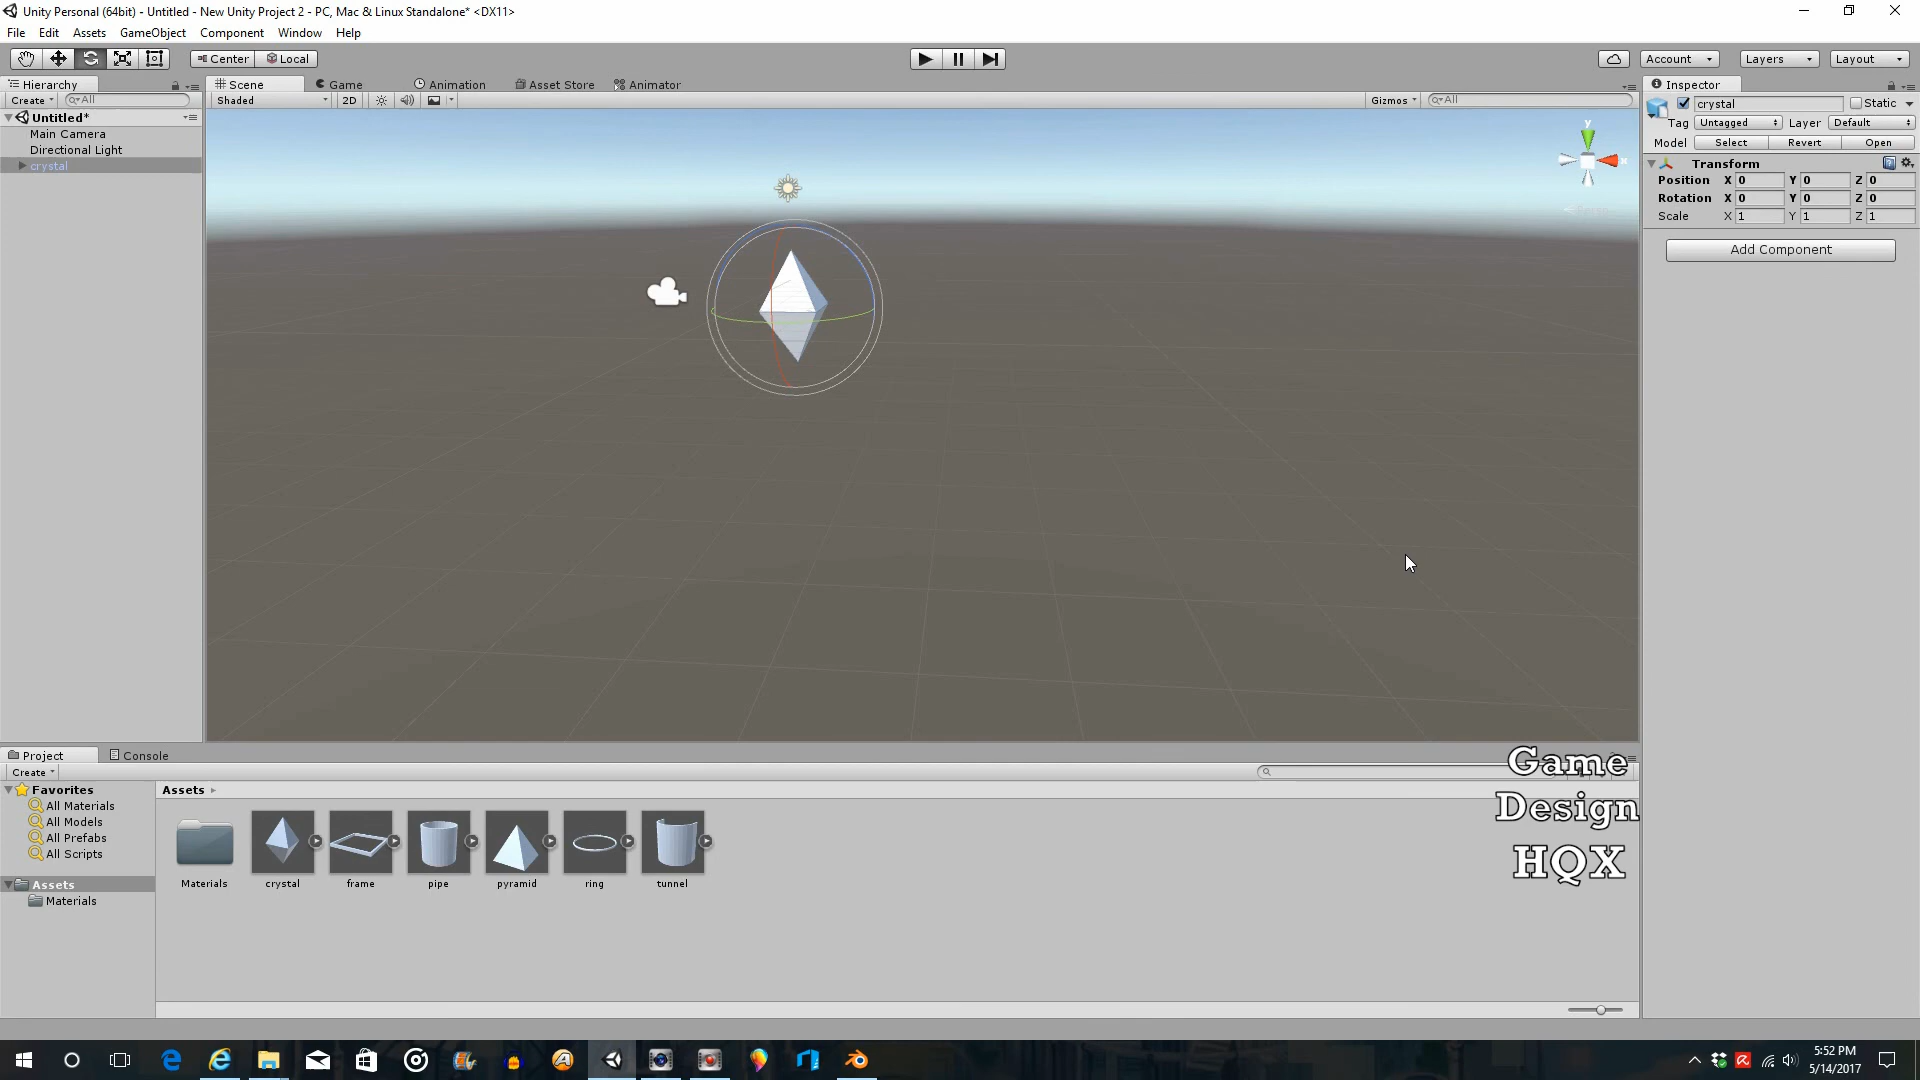 Unity Personal (64bit) - Untitled - New Unity Project 2 - PC, Mac & Linux Standalone* <DX11>
File Edit Assets GameObject Component Window Help
Center Local Account Layers Layout
Hierarchy Scene Game Animation Asset Store Animator Inspector
Create All Shaded 2D Gizmos All crystal Static
Untitled* Tag Untagged Layer Default
Main Camera Model Select Revert Open
Directional Light
crystal Transform
Position X 0 Y 0 Z 0
Rotation X 0 Y 0 Z 0
Scale X 1 Y 1 Z 1
Add Component
y
x
Project Console
Create
Favorites Assets
All Materials
All Models
All Prefabs
All Scripts
Assets
Materials
Materials crystal frame pipe pyramid ring tunnel
Game
Design
HQX
5:52 PM
5/14/2017